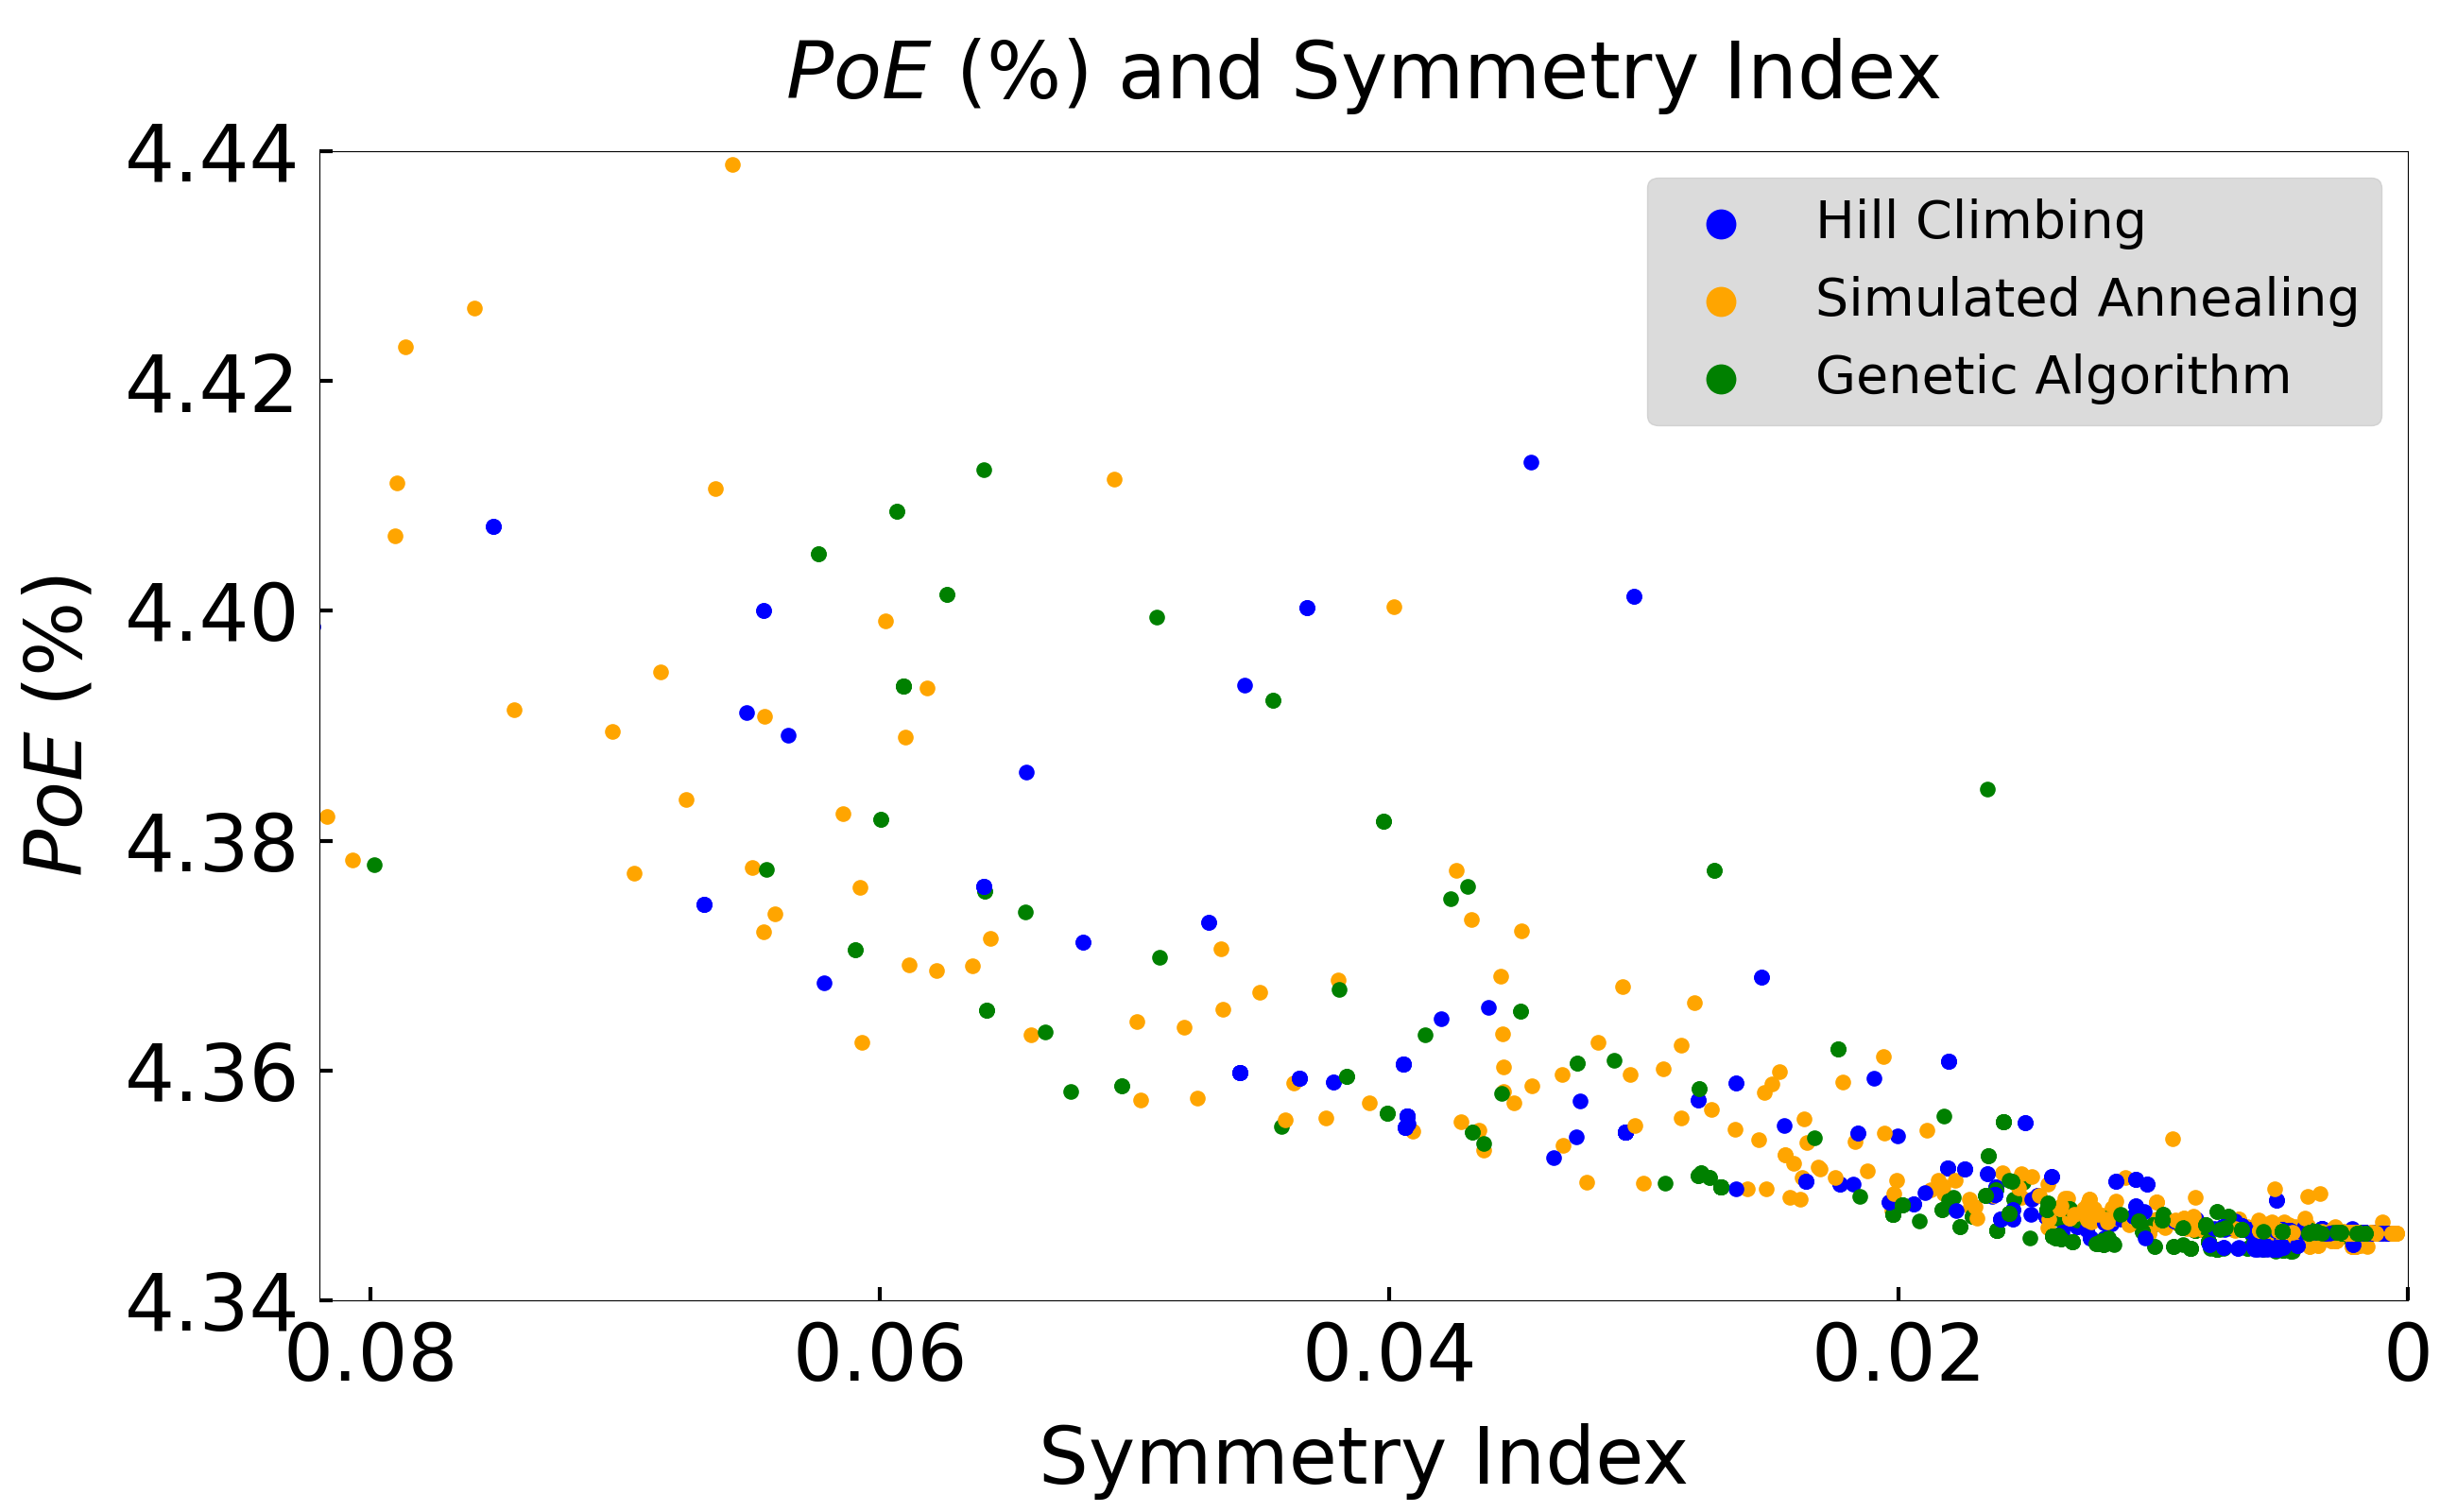 PoE (%) and Symmetry Index
Hill Climbing
Simulated Annealing
Genetic Algorithm
PoE (%)
4.44
4.42
4.40
4.38
4.36
4.34
0.08 0.06 0.04 0.02 0
Symmetry Index